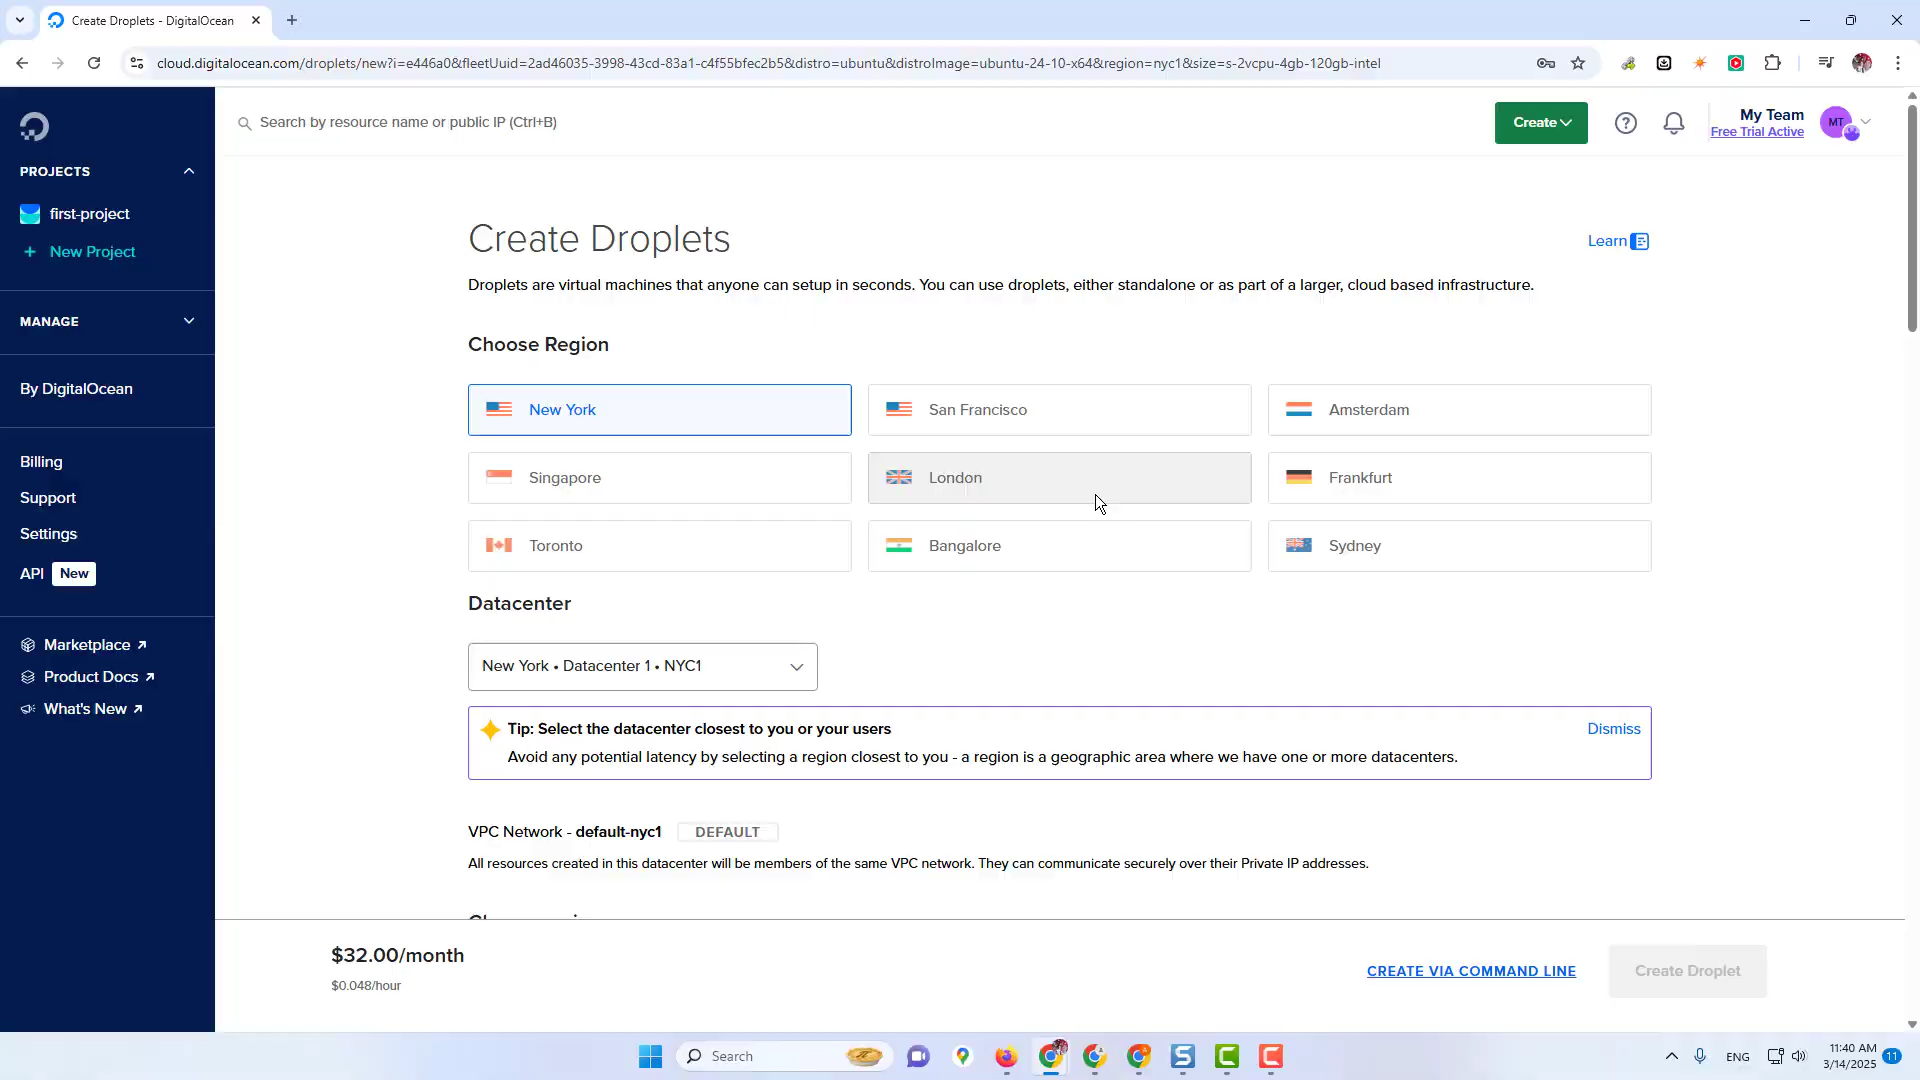 Create Droplets - DigitalOcean
cloud.digitalocean.com/droplets/new?i=e446a0&fleetUuid=2ad46035-3998-43cd-83a1-c4f55bfec2b5&distro=ubuntu&distroImage=ubuntu-24-10-x64&region=nyc1&size=s-2vcpu-4gb-120gb-intel
Search by resource name or public IP (Ctrl+B)
Create
My Team
Free Trial Active
MT
PROJECTS
first-project
+ New Project
MANAGE
By DigitalOcean
Billing
Support
Settings
API New
Marketplace
Product Docs
What's New
Create Droplets
Learn
Droplets are virtual machines that anyone can setup in seconds. You can use droplets, either standalone or as part of a larger, cloud based infrastructure.
Choose Region
New York
San Francisco
Amsterdam
Singapore
London
Frankfurt
Toronto
Bangalore
Sydney
Datacenter
New York • Datacenter 1 • NYC1
Tip: Select the datacenter closest to you or your users
Dismiss
Avoid any potential latency by selecting a region closest to you - a region is a geographic area where we have one or more datacenters.
VPC Network - default-nyc1 DEFAULT
All resources created in this datacenter will be members of the same VPC network. They can communicate securely over their Private IP addresses.
$32.00/month
$0.048/hour
CREATE VIA COMMAND LINE
Create Droplet
Search
ENG
11:40 AM
3/14/2025
11